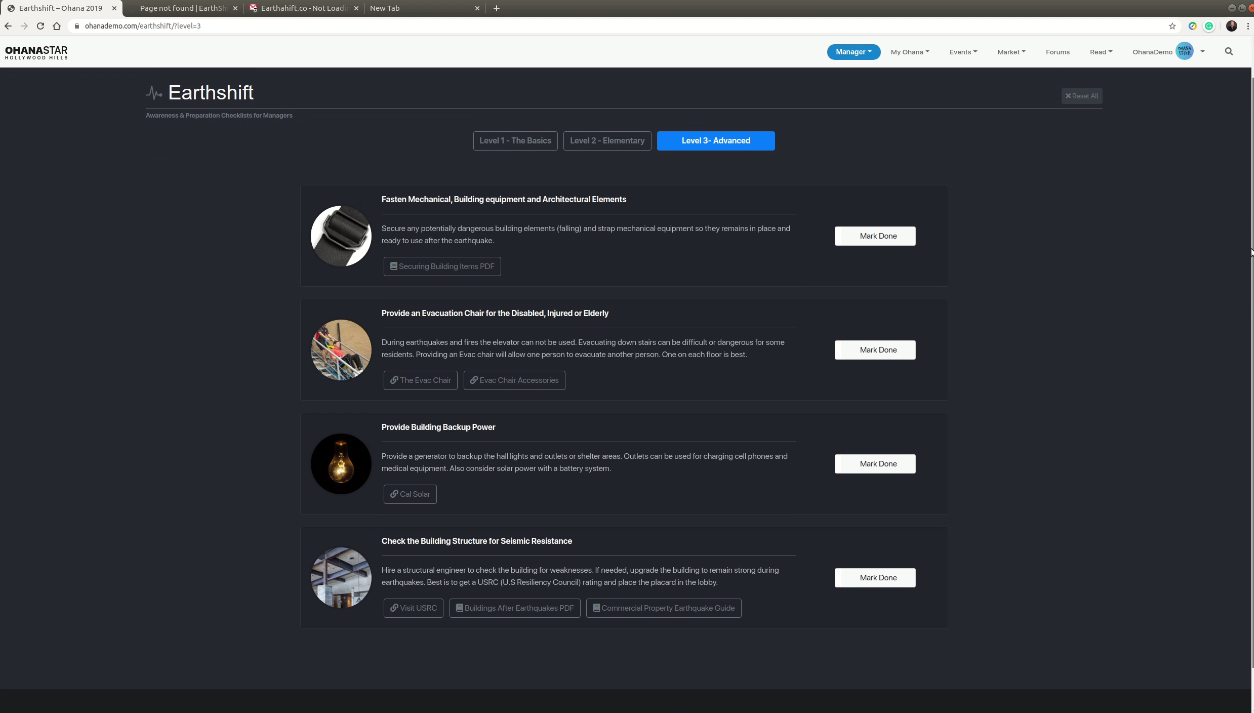 Earthshift – Ohana 2019
Page not found | EarthShi
Earthahift.co - Not Loadin
New Tab
ohanademo.com/earthshift/?level=3
OHANASTAR
HOLLYWOOD HILLS
Manager
My Ohana
Events
Market
Forums
Read
OhanaDemo
Earthshift
Reset All
Awareness & Preparation Checklists for Managers
Level 1 - The Basics
Level 2 - Elementary
Level 3- Advanced
Fasten Mechanical, Building equipment and Architectural Elements
Secure any potentially dangerous building elements (falling) and strap mechanical equipment so they remains in place and
ready to use after the earthquake.
Securing Building Items PDF
Mark Done
Provide an Evacuation Chair for the Disabled, Injured or Elderly
During earthquakes and fires the elevator can not be used. Evacuating down stairs can be difficult or dangerous for some
residents. Providing an Evac chair will allow one person to evacuate another person. One on each floor is best.
The Evac Chair
Evac Chair Accessories
Mark Done
Provide Building Backup Power
Provide a generator to backup the hall lights and outlets or shelter areas. Outlets can be used for charging cell phones and
medical equipment. Also consider solar power with a battery system.
Cal Solar
Mark Done
Check the Building Structure for Seismic Resistance
Hire a structural engineer to check the building for weaknesses. If needed, upgrade the building to remain strong during
earthquakes. Best is to get a USRC (U.S Resiliency Council) rating and place the placard in the lobby.
Visit USRC
Buildings After Earthquakes PDF
Commercial Property Earthquake Guide
Mark Done